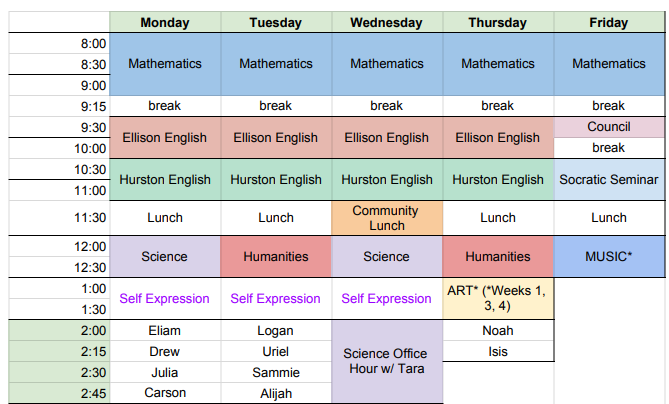 Monday Tuesday Wednesday Thursday Friday
8:00
8:30 Mathematics Mathematics Mathematics Mathematics Mathematics
9:00
9:15 break break break break break
9:30 Ellison English Ellison English Ellison English Ellison English Council
10:00 break
10:30 Hurston English Hurston English Hurston English Hurston English Socratic Seminar
11:00
11:30 Lunch Lunch Community Lunch Lunch
Lunch
12:00 Science Humanities Science Humanities MUSIC*
12:30
1:00 Self Expression Self Expression Self Expression ART* (*Weeks 1,
1:30 3, 4)
2:00 Eliam Logan Noah
2:15 Drew Uriel Science Office Isis
2:30 Julia Sammie Hour w/ Tara
2:45 Carson Alijah